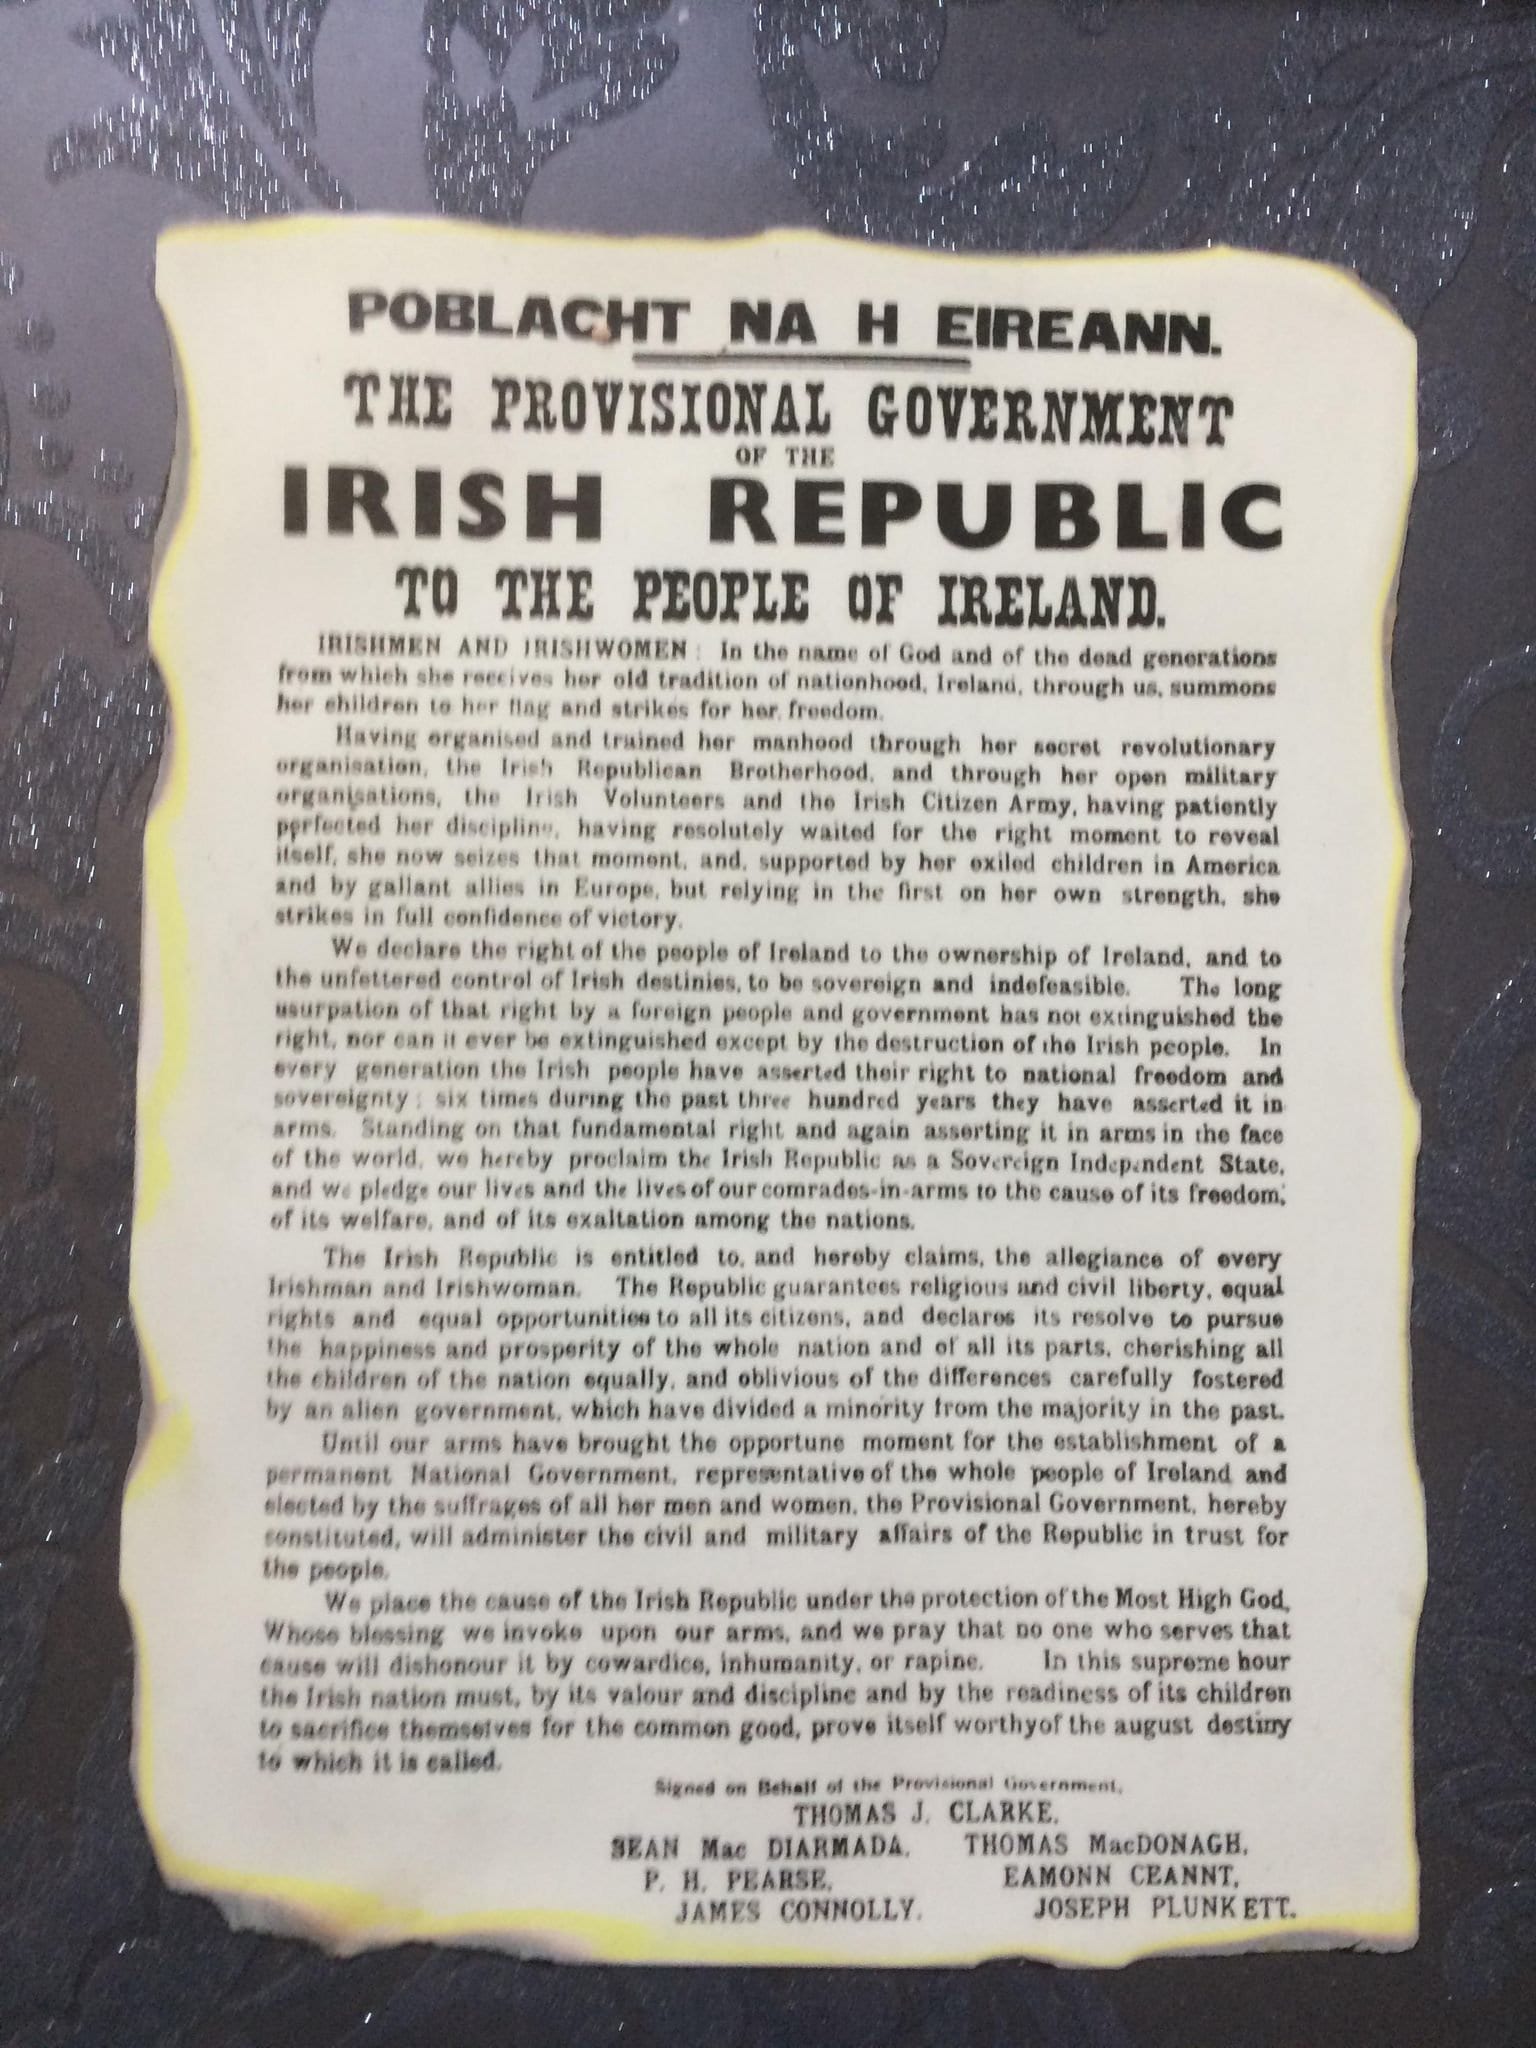 POBLACHT NA H EIREANN.
THE PROVISIONAL GOVERNMENT
OF THE
IRISH REPUBLIC
TO THE PEOPLE OF IRELAND.
IRISHMEN AND IRISHWOMEN : In the name of God and of the dead generations
from which she receives her old tradition of nationhood, Ireland, through us, summons
her children to her flag and strikes for her freedom.
Having organised and trained her manhood through her secret revolutionary
organisation, the Irish Republican Brotherhood, and through her open military
organisations, the Irish Volunteers and the Irish Citizen Army, having patiently
perfected her discipline, having resolutely waited for the right moment to reveal
itself, she now seizes that moment, and, supported by her exiled children in America
and by gallant allies in Europe, but relying in the first on her own strength, she
strikes in full confidence of victory.
We declare the right of the people of Ireland to the ownership of Ireland, and to
the unfettered control of Irish destinies, to be sovereign and indefeasible. The long
usurpation of that right by a foreign people and government has not extinguished the
right, nor can it ever be extinguished except by the destruction of the Irish people. In
every generation the Irish people have asserted their right to national freedom and
sovereignty ; six times during the past three hundred years they have asserted it in
arms. Standing on that fundamental right and again asserting it in arms in the face
of the world, we hereby proclaim the Irish Republic as a Sovereign Independent State,
and we pledge our lives and the lives of our comrades-in-arms to the cause of its freedom,
of its welfare, and of its exaltation among the nations.
The Irish Republic is entitled to, and hereby claims, the allegiance of every
Irishman and Irishwoman. The Republic guarantees religious and civil liberty, equal
rights and equal opportunities to all its citizens, and declares its resolve to pursue
the happiness and prosperity of the whole nation and of all its parts, cherishing all
the children of the nation equally, and oblivious of the differences carefully fostered
by an alien government, which have divided a minority from the majority in the past.
Until our arms have brought the opportune moment for the establishment of a
permanent National Government, representative of the whole people of Ireland and
elected by the suffrages of all her men and women, the Provisional Government, hereby
constituted, will administer the civil and military affairs of the Republic in trust for
the people.
We place the cause of the Irish Republic under the protection of the Most High God,
Whose blessing we invoke upon our arms, and we pray that no one who serves that
cause will dishonour it by cowardice, inhumanity, or rapine. In this supreme hour
the Irish nation must, by its valour and discipline and by the readiness of its children
to sacrifice themselves for the common good, prove itself worthy of the august destiny
to which it is called.
Signed on Behalf of the Provisional Government,
THOMAS J. CLARKE.
SEAN Mac DIARMADA. THOMAS MacDONAGH.
P. H. PEARSE. EAMONN CEANNT.
JAMES CONNOLLY. JOSEPH PLUNKETT.